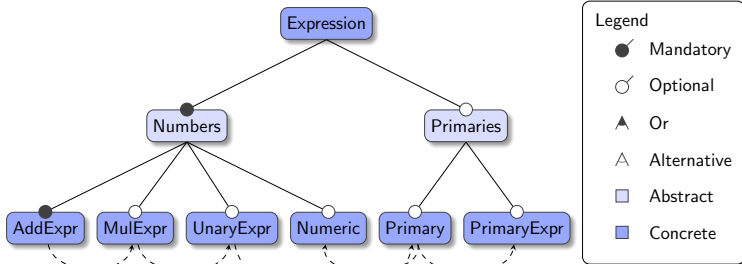 Expression
Numbers
Primaries
AddExpr
MulExpr
UnaryExpr
Numeric
Primary
PrimaryExpr
Legend
Mandatory
Optional
Or
Alternative
Abstract
Concrete